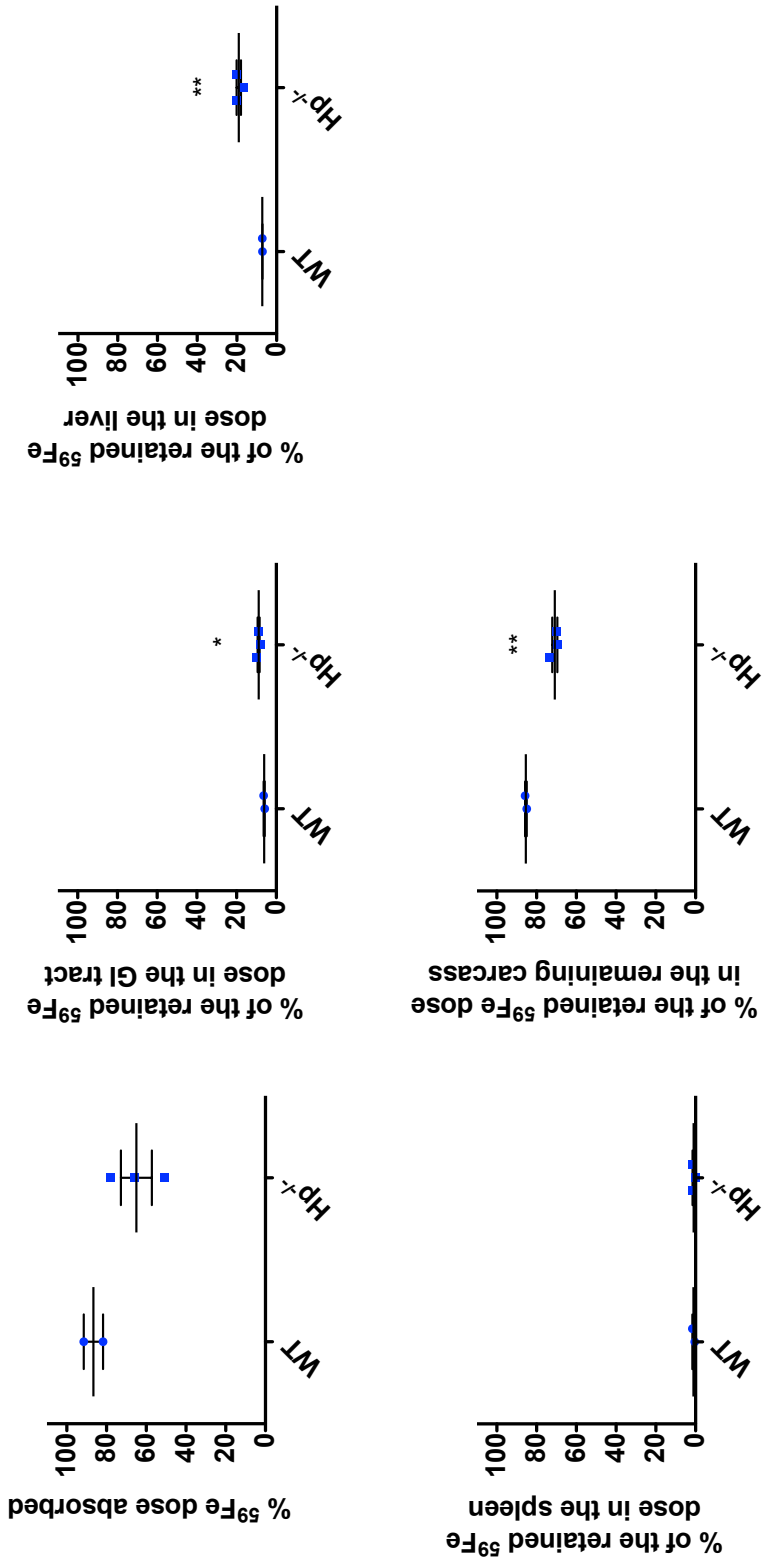 % ⁵⁹Fe dose absorbed
100
80
60
40
20
0
WT
Hp⁻/⁻
% of the retained ⁵⁹Fe
dose in the GI tract
100
80
60
40
20
0
*
WT
Hp⁻/⁻
% of the retained ⁵⁹Fe
dose in the liver
100
80
60
40
20
0
**
WT
Hp⁻/⁻
% of the retained ⁵⁹Fe
dose in the spleen
100
80
60
40
20
0
WT
Hp⁻/⁻
% of the retained ⁵⁹Fe dose
in the remaining carcass
100
80
60
40
20
0
**
WT
Hp⁻/⁻